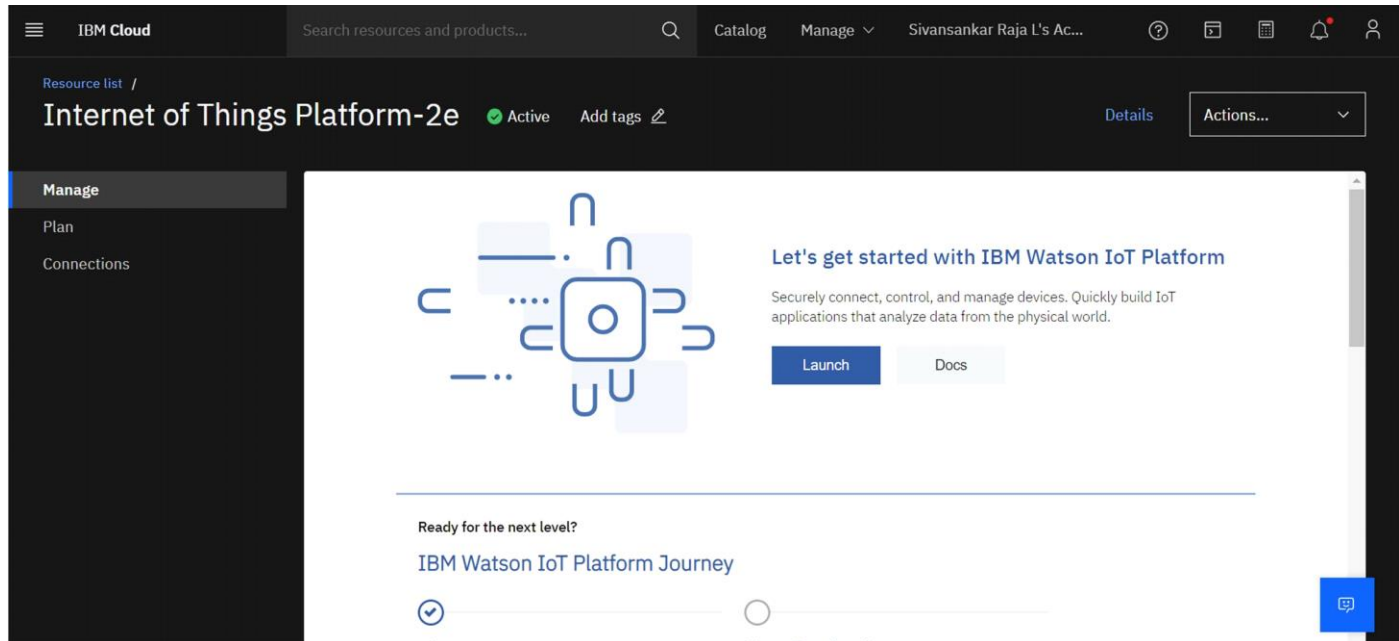 IBM Cloud
Search resources and products...
Catalog
Manage
Sivansankar Raja L's Ac...
Resource list /
Internet of Things Platform-2e
Active
Add tags
Details
Actions...
Manage
Plan
Connections
Let's get started with IBM Watson IoT Platform
Securely connect, control, and manage devices. Quickly build IoT
applications that analyze data from the physical world.
Launch
Docs
Ready for the next level?
IBM Watson IoT Platform Journey